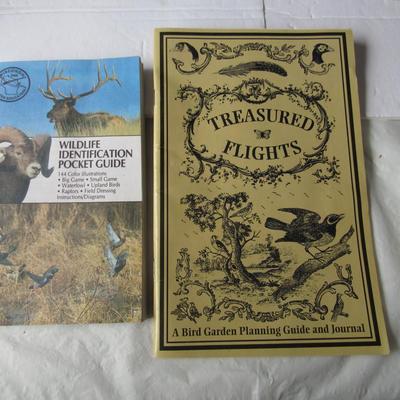 WILDLIFE
IDENTIFICATION
POCKET GUIDE
144 Color Illustrations
• Big Game • Small Game
• Waterfowl • Upland Birds
• Raptors • Field Dressing
Instructions/Diagrams
TREASURED
FLIGHTS
A Bird Garden Planning Guide and Journal